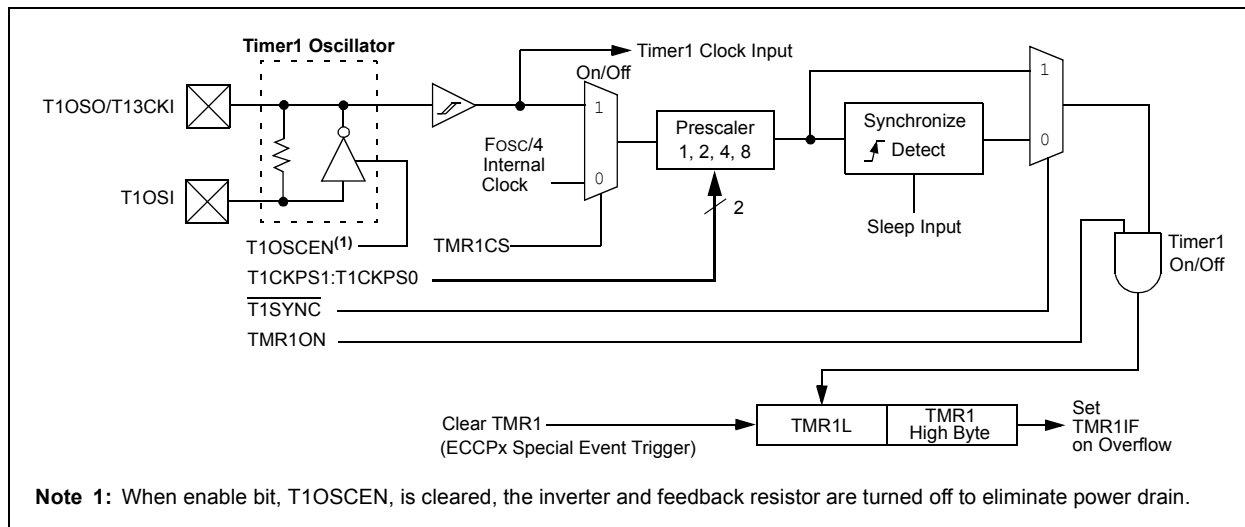 Timer1 Oscillator
Timer1 Clock Input
On/Off
T1OSO/T13CKI
1
1
FOSC/4
Internal
Clock
Prescaler
1, 2, 4, 8
Synchronize
Detect
0
0
T1OSI
2
Sleep Input
T1OSCEN(1)
TMR1CS
Timer1
On/Off
T1CKPS1:T1CKPS0
T1SYNC
TMR1ON
Clear TMR1
(ECCPx Special Event Trigger)
TMR1L
TMR1
High Byte
Set
TMR1IF
on Overflow
Note 1: When enable bit, T1OSCEN, is cleared, the inverter and feedback resistor are turned off to eliminate power drain.